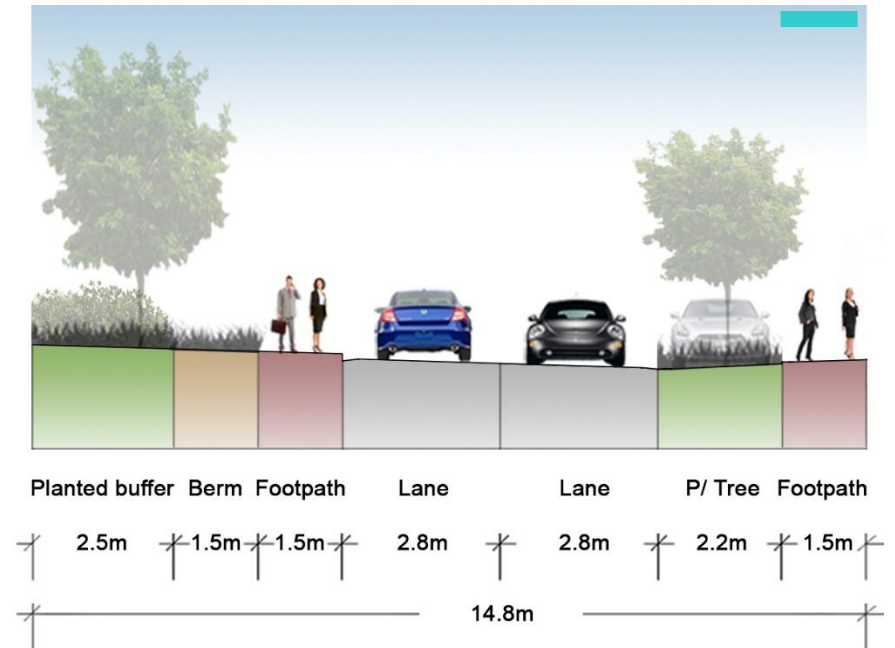 Planted buffer Berm Footpath Lane Lane P/ Tree Footpath
2.5m 1.5m 1.5m 2.8m 2.8m 2.2m 1.5m
14.8m